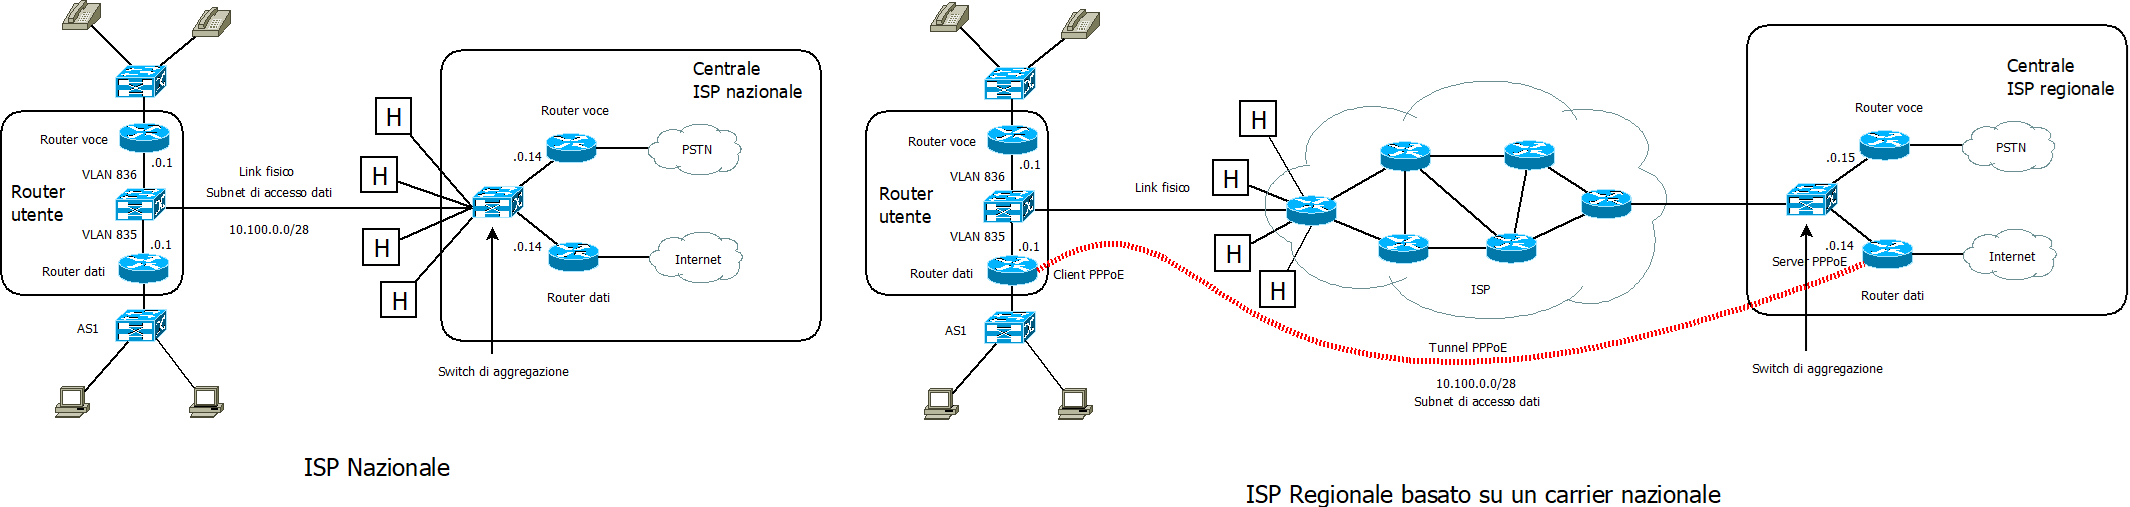 Centrale
ISP nazionale
Router voce
Router voce
.0.14
PSTN
.0.1
VLAN 836
Router
utente
VLAN 835
.0.1
Router dati
Link fisico
Subnet di accesso dati
10.100.0.0/28
H
H
H
H
.0.14
Internet
Router dati
AS1
Switch di aggregazione
ISP Nazionale
Centrale
ISP regionale
Router voce
Router voce
.0.15
PSTN
.0.1
VLAN 836
Router
utente
VLAN 835
.0.1
Router dati
Client PPPoE
Link fisico
H
H
H
H
ISP
.0.14
Server PPPoE
Internet
Router dati
AS1
Tunnel PPPoE
10.100.0.0/28
Subnet di accesso dati
Switch di aggregazione
ISP Regionale basato su un carrier nazionale